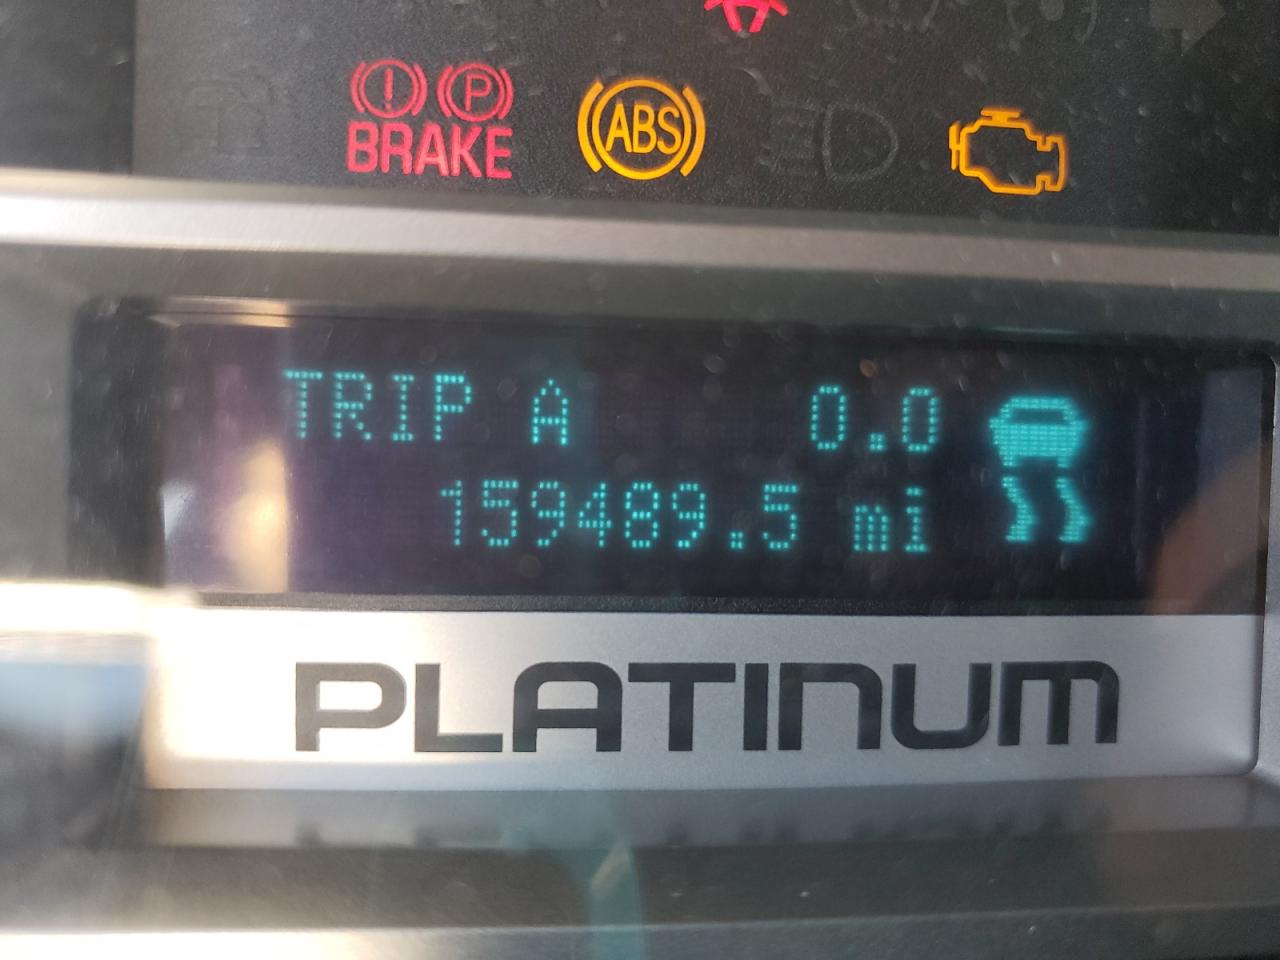 ! P
BRAKE
ABS
TRIP A 0.0
159489.5 mi
PLATINUM